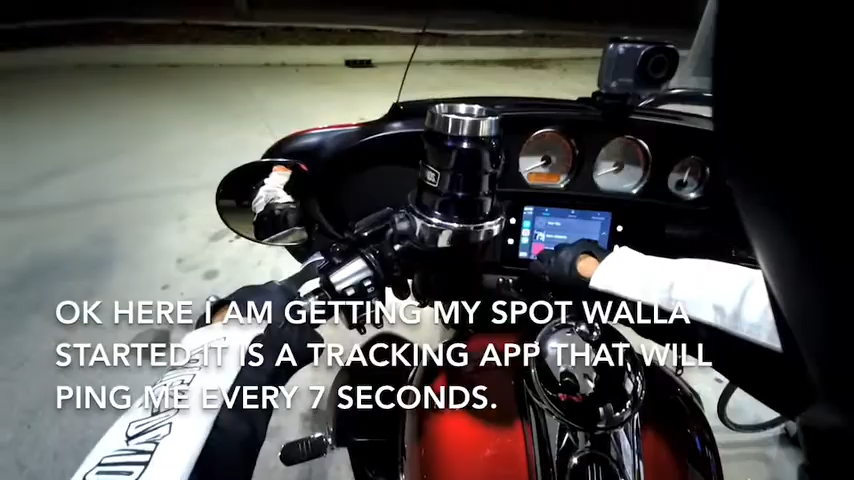 OK HERE I AM GETTING MY SPOT WALLA
STARTED. IT IS A TRACKING APP THAT WILL
PING ME EVERY 7 SECONDS.